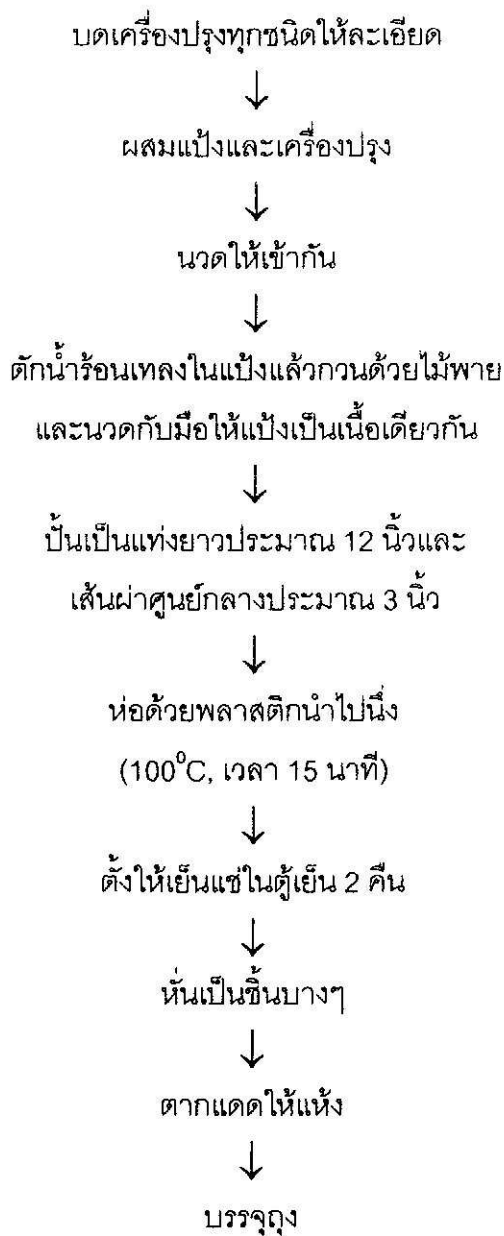 บดเครื่องปรุงทุกชนิดให้ละเอียด
↓
ผสมแป้งและเครื่องปรุง
↓
นวดให้เข้ากัน
↓
ตักน้ำร้อนเทลงในแป้งแล้วกวนด้วยไม้พาย
และนวดกับมือให้แป้งเป็นเนื้อเดียวกัน
↓
ปั้นเป็นแท่งยาวประมาณ 12 นิ้วและ
เส้นผ่าศูนย์กลางประมาณ 3 นิ้ว
↓
ห่อด้วยพลาสติกนำไปนึ่ง
(100⁰C, เวลา 15 นาที)
↓
ตั้งให้เย็นแช่ในตู้เย็น 2 คืน
↓
หั่นเป็นชิ้นบางๆ
↓
ตากแดดให้แห้ง
↓
บรรจุถุง